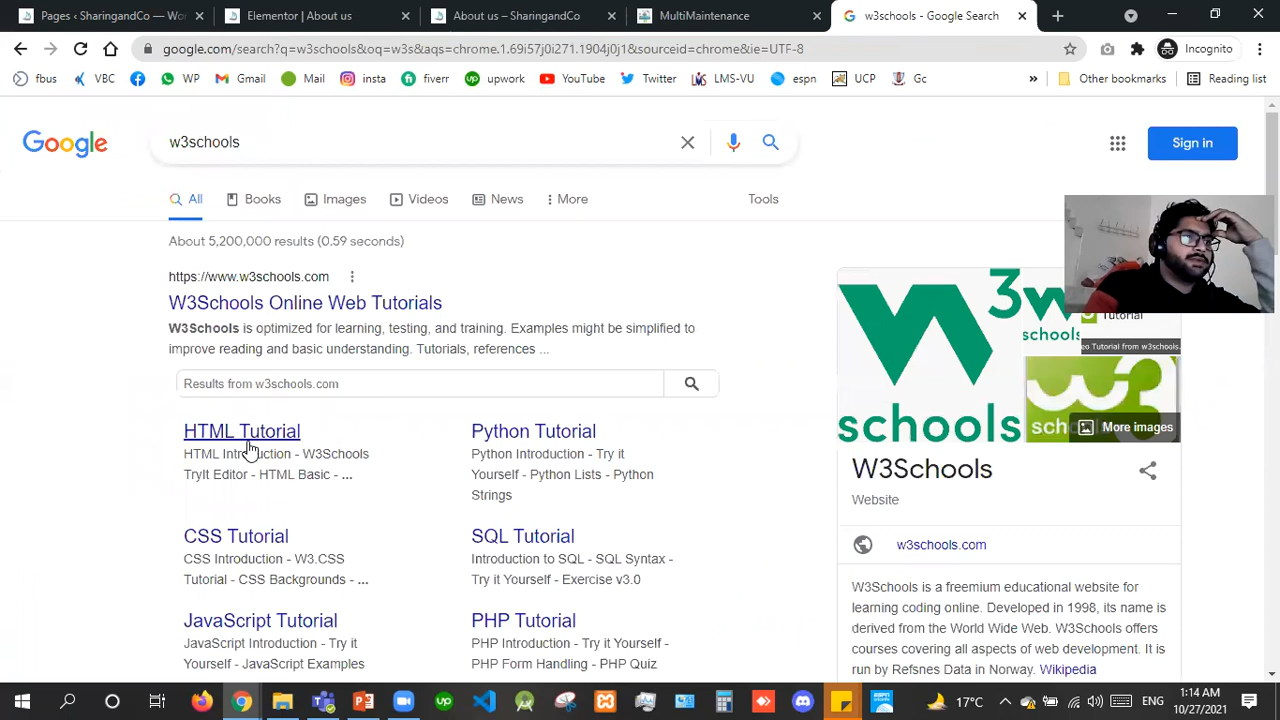 Pages ‹ SharingandCo — Wo
Elementor | About us
About us – SharingandCo
MultiMaintenance
w3schools - Google Search
google.com/search?q=w3schools&oq=w3s&aqs=chrome.1.69i57j0i271.1904j0j1&sourceid=chrome&ie=UTF-8
Incognito
fbus
VBC
WP
Gmail
Mail
insta
fiverr
upwork
YouTube
Twitter
LMS-VU
espn
UCP
Gc
»
Other bookmarks
Reading list
Google
w3schools
Sign in
All
Books
Images
Videos
News
More
Tools
About 5,200,000 results (0.59 seconds)
https://www.w3schools.com
W3Schools Online Web Tutorials
W3Schools is optimized for learning, testing, and training. Examples might be simplified to
improve reading and basic understanding. Tutorials, references ...
Results from w3schools.com
HTML Tutorial
HTML Introduction - W3Schools
TryIt Editor - HTML Basic - ...
Python Tutorial
Python Introduction - Try it
Yourself - Python Lists - Python
Strings
CSS Tutorial
CSS Introduction - W3.CSS
Tutorial - CSS Backgrounds - ...
SQL Tutorial
Introduction to SQL - SQL Syntax -
Try it Yourself - Exercise v3.0
JavaScript Tutorial
JavaScript Introduction - Try it
Yourself - JavaScript Examples
PHP Tutorial
PHP Introduction - Try it Yourself -
PHP Form Handling - PHP Quiz
schools
3w
schools
Tutorial
eo Tutorial from w3schools.
More images
W3Schools
Website
w3schools.com
W3Schools is a freemium educational website for
learning coding online. Developed in 1998, its name is
derived from the World Wide Web. W3Schools offers
courses covering all aspects of web development. It is
run by Refsnes Data in Norway. Wikipedia
17°C
ENG
1:14 AM
10/27/2021